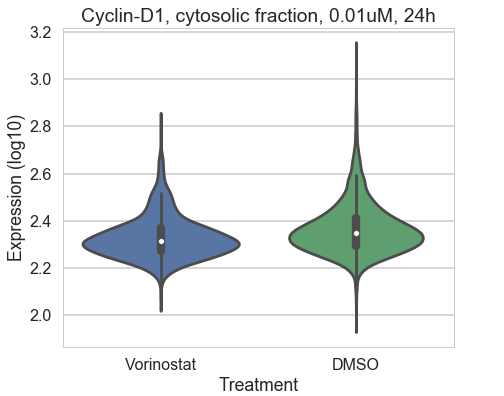 Cyclin-D1, cytosolic fraction, 0.01uM, 24h
3.2
3.0
2.8
2.6
2.4
2.2
2.0
Expression (log10)
Vorinostat
DMSO
Treatment